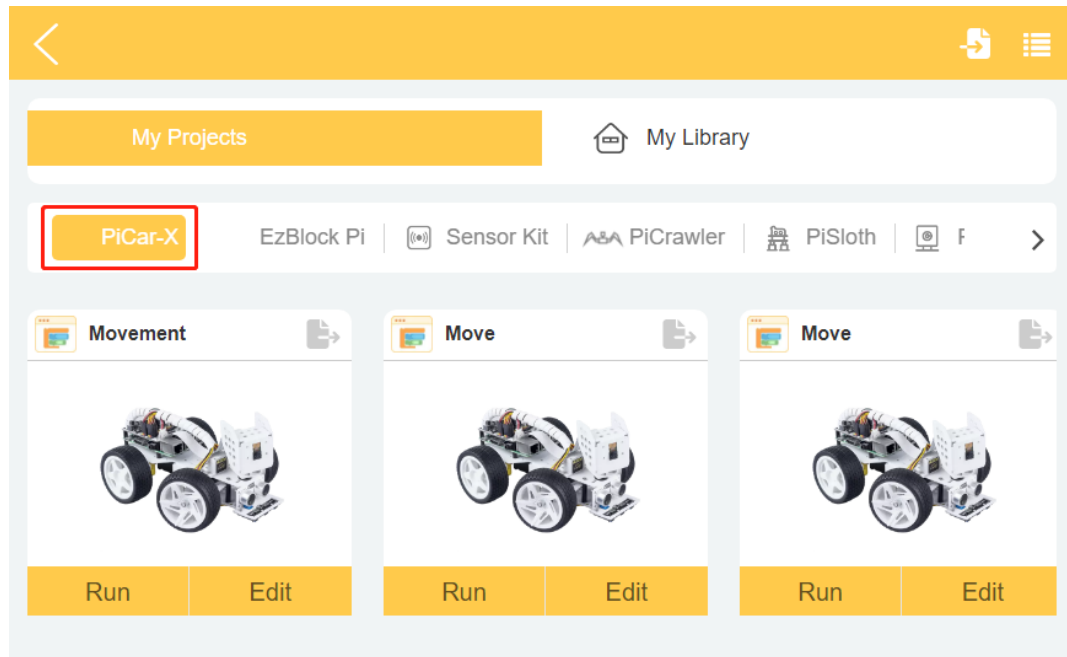 My Projects My Library
PiCar-X EzBlock Pi Sensor Kit PiCrawler PiSloth
Movement Move Move
Run Edit Run Edit Run Edit